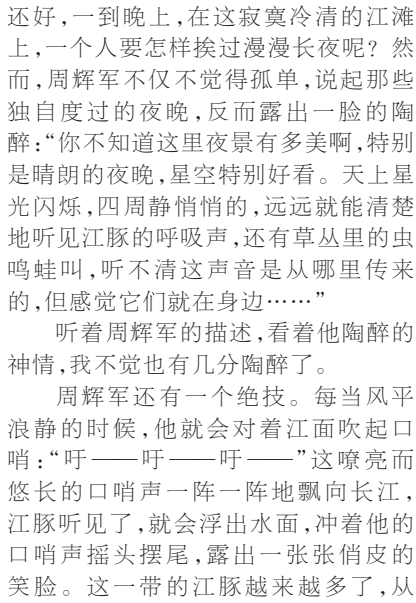 还好,一到晚上,在这寂寞冷清的江滩
上,一个人要怎样挨过漫漫长夜呢?然
而,周辉军不仅不觉得孤单,说起那些
独自度过的夜晚,反而露出一脸的陶
醉:“你不知道这里夜景有多美啊,特别
是晴朗的夜晚,星空特别好看。天上星
光闪烁,四周静悄悄的,远远就能清楚
地听见江豚的呼吸声,还有草丛里的虫
鸣蛙叫,听不清这声音是从哪里传来
的,但感觉它们就在身边……”
听着周辉军的描述,看着他陶醉的
神情,我不觉也有几分陶醉了。
周辉军还有一个绝技。每当风平
浪静的时候,他就会对着江面吹起口
哨:“吁——吁——吁——”这嘹亮而
悠长的口哨声一阵一阵地飘向长江,
江豚听见了,就会浮出水面,冲着他的
口哨声摇头摆尾,露出一张张俏皮的
笑脸。这一带的江豚越来越多了,从